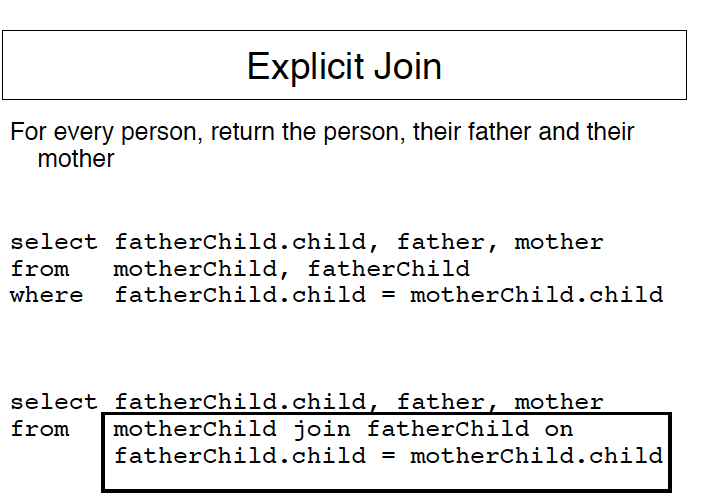 Explicit Join
For every person, return the person, their father and their
mother
select fatherChild.child, father, mother
from motherChild, fatherChild
where fatherChild.child = motherChild.child
select fatherChild.child, father, mother
from motherChild join fatherChild on
fatherChild.child = motherChild.child